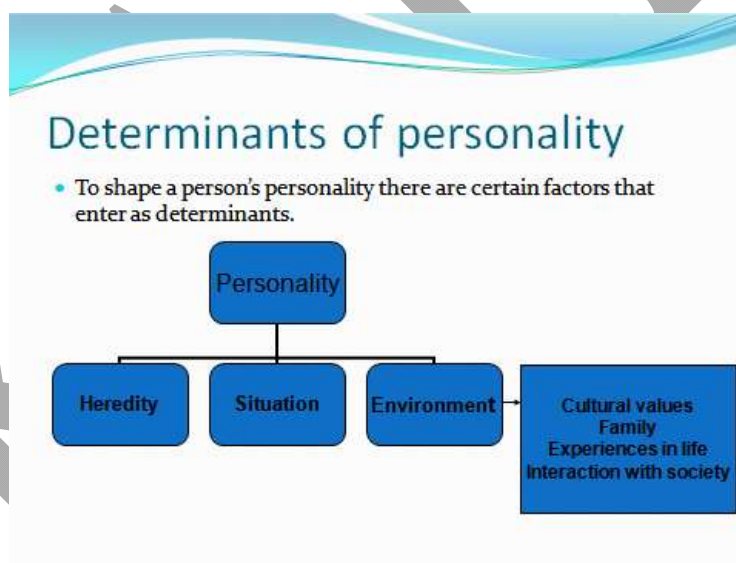 Determinants of personality
• To shape a person's personality there are certain factors that
enter as determinants.
Personality
Heredity
Situation
Environment
Cultural values
Family
Experiences in life
Interaction with society